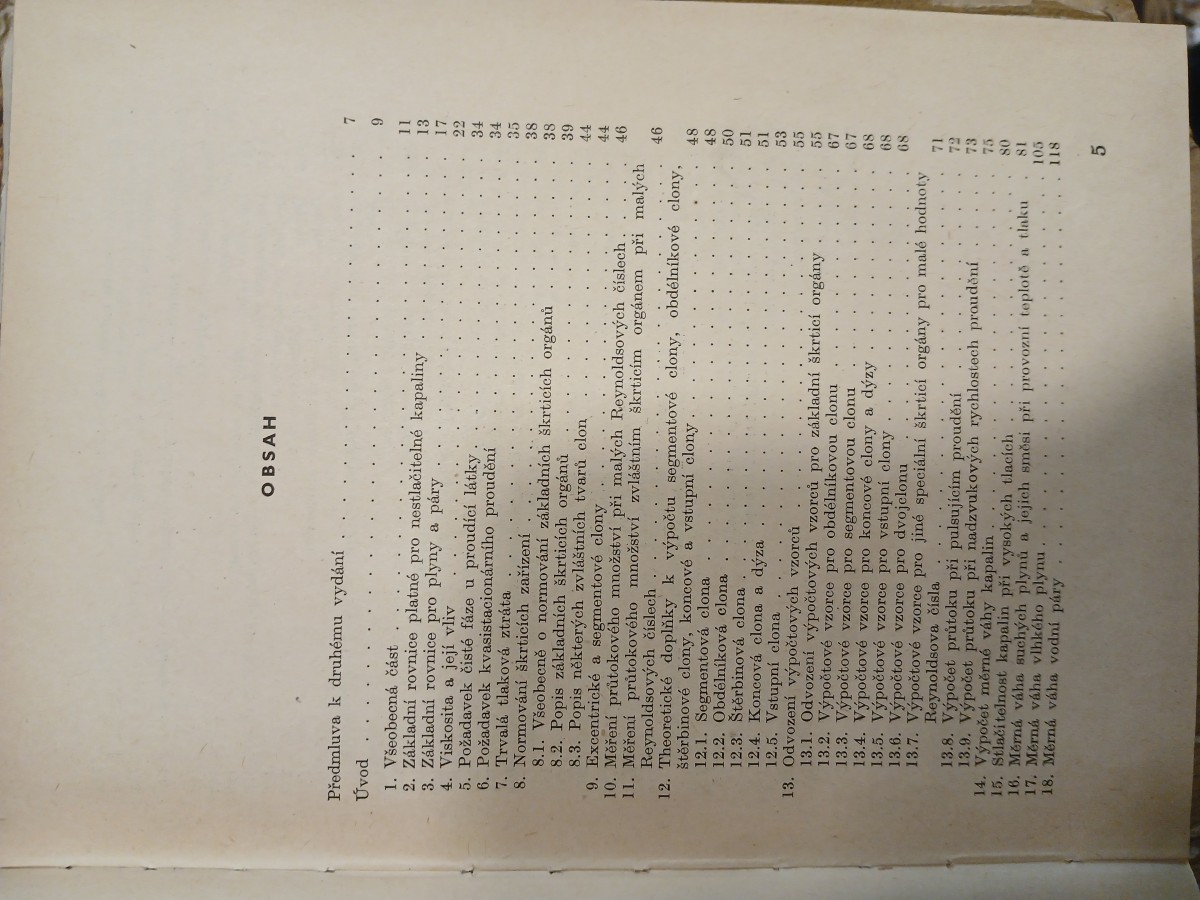 OBSAH
Předmluva k druhému vydání . . . . . . . . . . . . . . . . 7
Úvod . . . . . . . . . . . . . . . . . . . . . . . . 9
1. Všeobecná část . . . . . . . . . . . . . . . . . . . . 11
2. Základní rovnice platné pro nestlačitelné kapaliny . . . . . . . . 13
3. Základní rovnice pro plyny a páry . . . . . . . . . . . . . 17
4. Viskosita a její vliv . . . . . . . . . . . . . . . . . . 22
5. Požadavek čisté fáze u proudící látky . . . . . . . . . . . . 34
6. Požadavek kvasistacionárního proudění . . . . . . . . . . . 34
7. Trvalá tlaková ztráta . . . . . . . . . . . . . . . . . 35
8. Normování škrticích zařízení . . . . . . . . . . . . . . . 38
8.1. Všeobecně o normování základních škrticích orgánů . . . . . . 38
8.2. Popis základních škrticích orgánů . . . . . . . . . . . . 39
8.3. Popis některých zvláštních tvarů clon . . . . . . . . . . 44
9. Excentrické a segmentové clony . . . . . . . . . . . . . . 44
10. Měření průtokového množství při malých Reynoldsových číslech . . . . 46
11. Měření průtokového množství zvláštním škrticím orgánem při malých
Reynoldsových číslech . . . . . . . . . . . . . . . . . 46
12. Theoretické doplňky k výpočtu segmentové clony, obdélníkové clony,
štěrbinové clony, koncové a vstupní clony . . . . . . . . . . . 48
12.1. Segmentová clona . . . . . . . . . . . . . . . . . 48
12.2. Obdélníková clona . . . . . . . . . . . . . . . . . 50
12.3. Štěrbinová clona . . . . . . . . . . . . . . . . . 51
12.4. Koncová clona a dýza . . . . . . . . . . . . . . . 51
12.5. Vstupní clona . . . . . . . . . . . . . . . . . . 53
13. Odvození výpočtových vzorců . . . . . . . . . . . . . . . 55
13.1. Odvození výpočtových vzorců pro základní škrticí orgány . . . . 55
13.2. Výpočtové vzorce pro obdélníkovou clonu . . . . . . . . . 67
13.3. Výpočtové vzorce pro segmentovou clonu . . . . . . . . . 67
13.4. Výpočtové vzorce pro koncové clony a dýzy . . . . . . . . 68
13.5. Výpočtové vzorce pro vstupní clony . . . . . . . . . . . 68
13.6. Výpočtové vzorce pro dvojclonu . . . . . . . . . . . . 68
13.7. Výpočtové vzorce pro jiné speciální škrticí orgány pro malé hodnoty
Reynoldsova čísla . . . . . . . . . . . . . . . . . 71
13.8. Výpočet průtoku při pulsujícím proudění . . . . . . . . . . 72
13.9. Výpočet průtoku při nadzvukových rychlostech proudění . . . . 73
14. Výpočet měrné váhy kapalin . . . . . . . . . . . . . . . 75
15. Stlačitelnost kapalin při vysokých tlacích . . . . . . . . . . . 80
16. Měrná váha suchých plynů a jejich směsí při provozní teplotě a tlaku . . 81
17. Měrná váha vlhkého plynu . . . . . . . . . . . . . . . . 105
18. Měrná váha vodní páry . . . . . . . . . . . . . . . . . 118
5